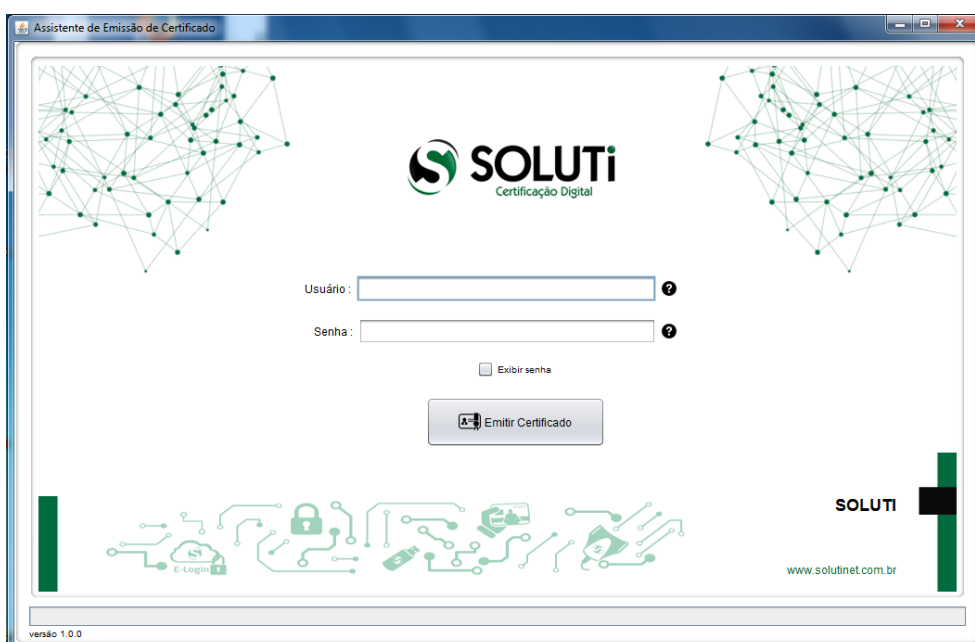 Assistente de Emissão de Certificado
SOLUTi
Certificação Digital
Usuário :
?
Senha :
?
Exibir senha
Emitir Certificado
SOLUTI
E-Login
www.solutinet.com.br
versão 1.0.0